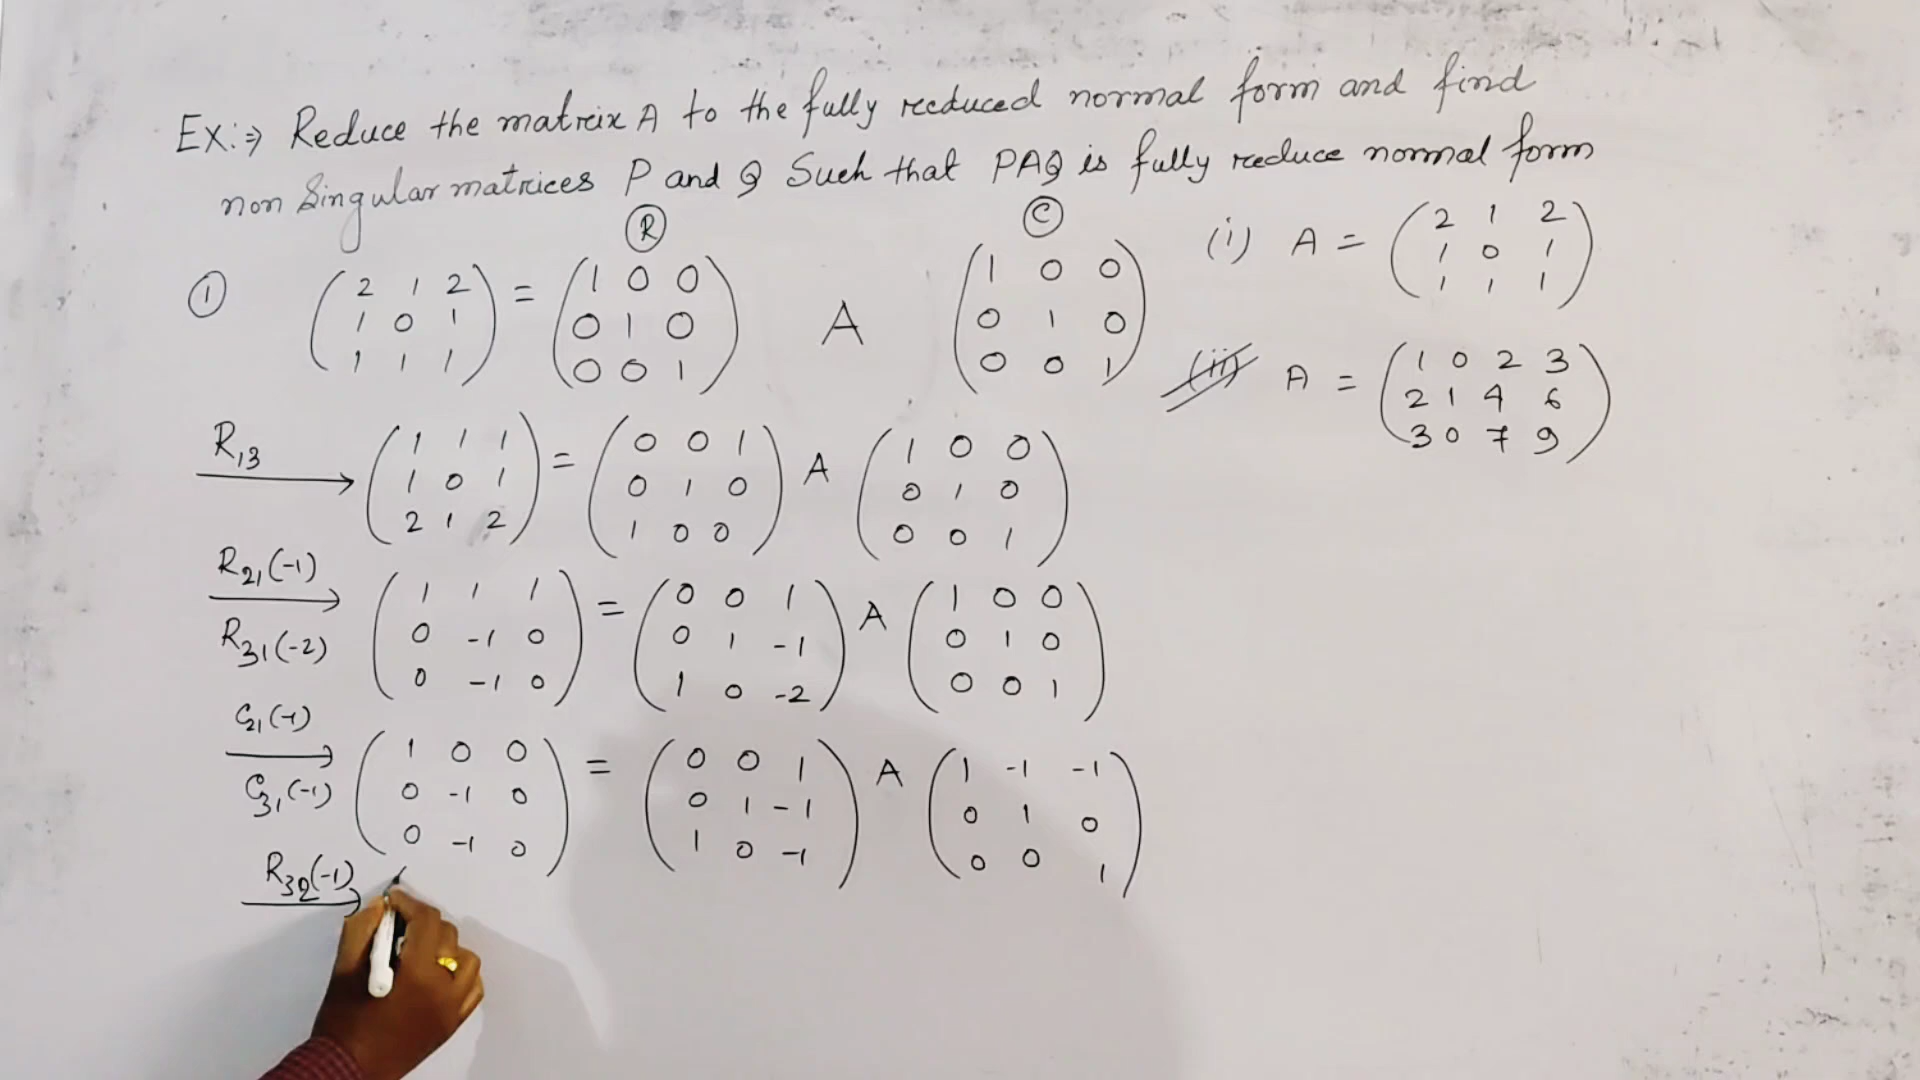 EX:⇒ Reduce the matrix A to the fully reduced normal form and find
non Singular matrices P and Q Such that PAQ is fully reduce normal form
Ⓡ Ⓒ
(i) A = (2 1 2
1 0 1
1 1 1)
(ii) A = (1 0 2 3
2 1 4 6
3 0 7 9)
① (2 1 2 = (1 0 0 A (1 0 0
1 0 1 0 1 0 0 1 0
1 1 1) 0 0 1) 0 0 1)
R₁₃ → (1 1 1 = (0 0 1 A (1 0 0
1 0 1 0 1 0 0 1 0
2 1 2) 1 0 0) 0 0 1)
R₂₁(-1)
R₃₁(-2) → (1 1 1 = (0 0 1 A (1 0 0
0 -1 0 0 1 -1 0 1 0
0 -1 0) 1 0 -2) 0 0 1)
C₂₁(-1)
C₃₁(-1) → (1 0 0 = (0 0 1 A (1 -1 -1
0 -1 0 0 1 -1 0 1 0
0 -1 0) 1 0 -1) 0 0 1)
R₃₂(-1) →